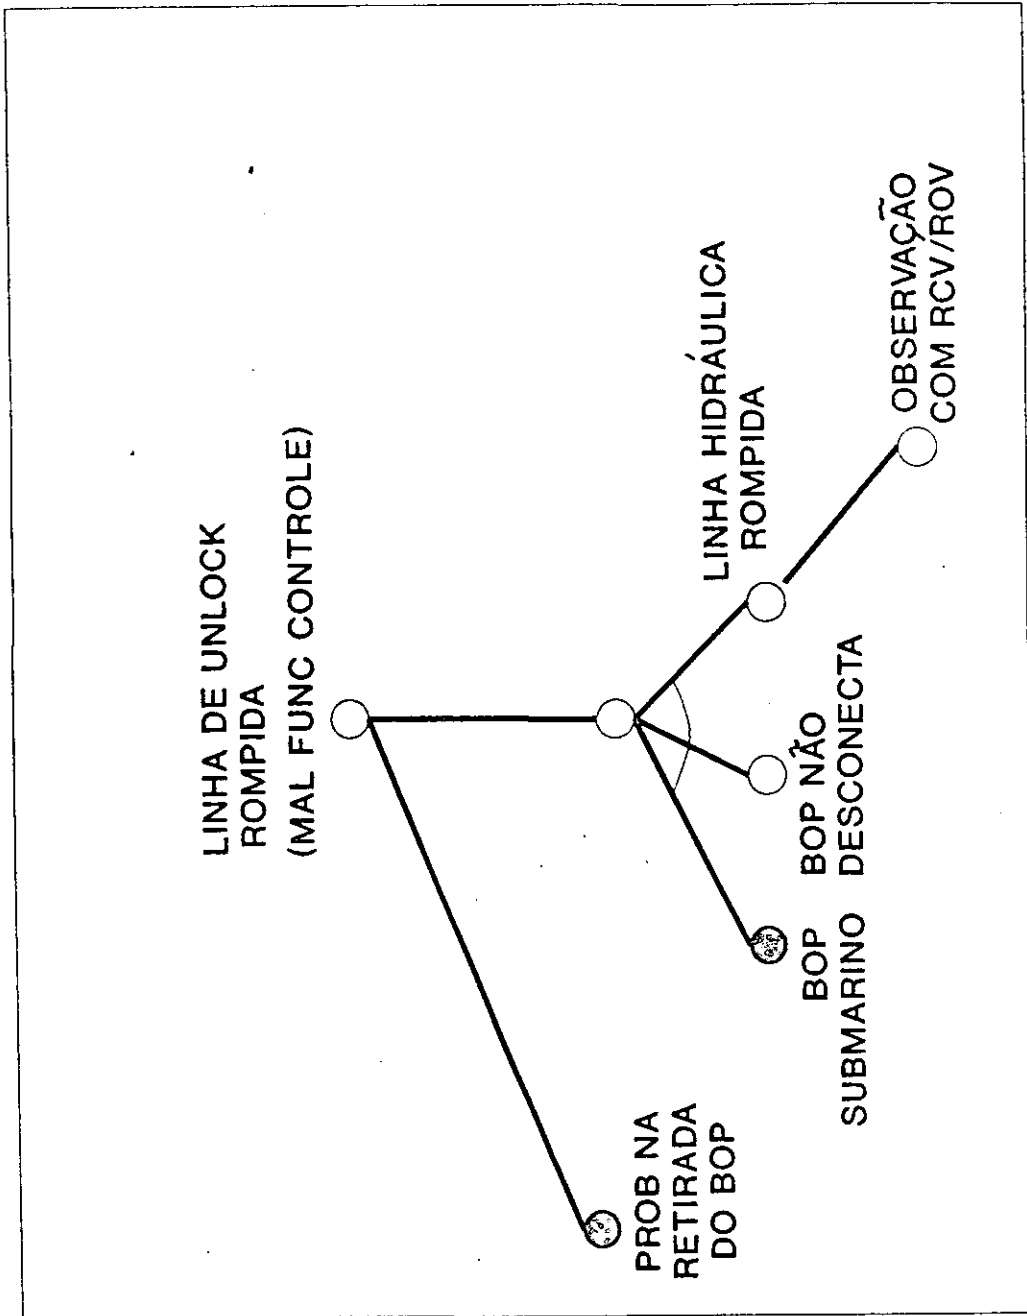 LINHA DE UNLOCK
ROMPIDA
(MAL FUNC CONTROLE)
PROB NA
RETIRADA
DO BOP
BOP
SUBMARINO
BOP NÃO
DESCONECTA
LINHA HIDRÁULICA
ROMPIDA
OBSERVAÇÃO
COM RCV/ROV